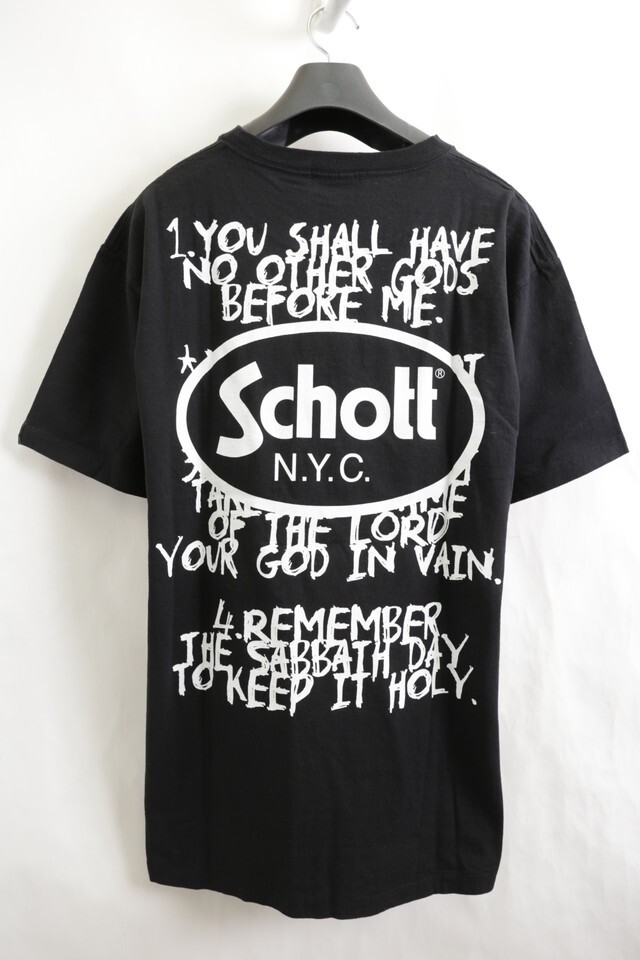 1.YOU SHALL HAVE
NO OTHER GODS
BEFORE ME.
Schott®
N.Y.C.
OF THE LORD
YOUR GOD IN VAIN.
4.REMEMBER
THE SABBATH DAY
TO KEEP IT HOLY.